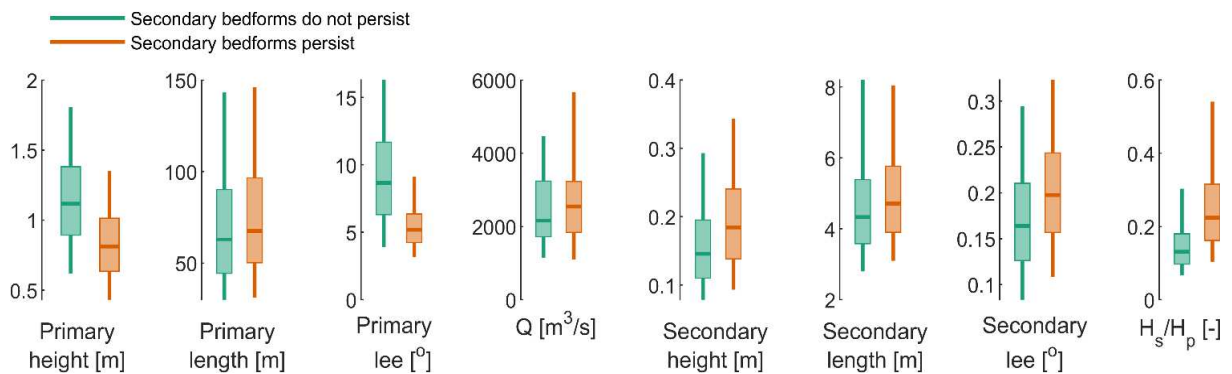 Secondary bedforms do not persist
Secondary bedforms persist
2
1.5
1
0.5
Primary
height [m]
150
100
50
Primary
length [m]
15
10
5
0
Primary
lee [°]
6000
4000
2000
0
Q [m³/s]
0.4
0.3
0.2
0.1
Secondary
height [m]
8
6
4
2
Secondary
length [m]
0.3
0.25
0.2
0.15
0.1
Secondary
lee [°]
0.6
0.4
0.2
0
Hₛ/Hₚ [-]